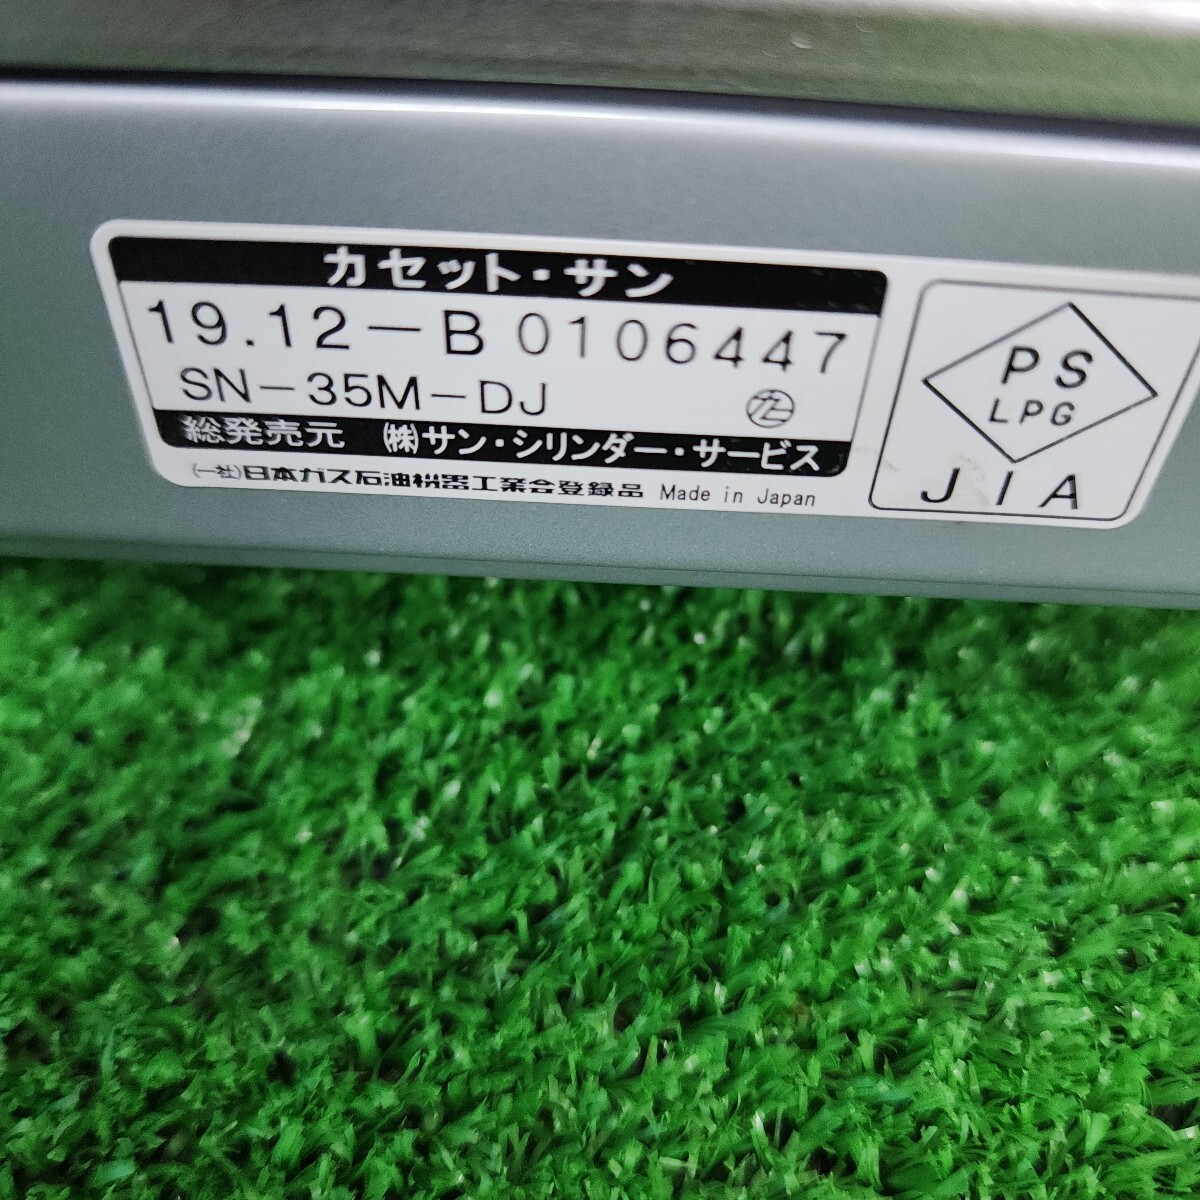 カセット・サン
19.12-B 0106447
SN-35M-DJ
総発売元 (株)サン・シリンダー・サービス
(一社)日本ガス石油機器工業会登録品 Made in Japan
PS
LPG
JIA